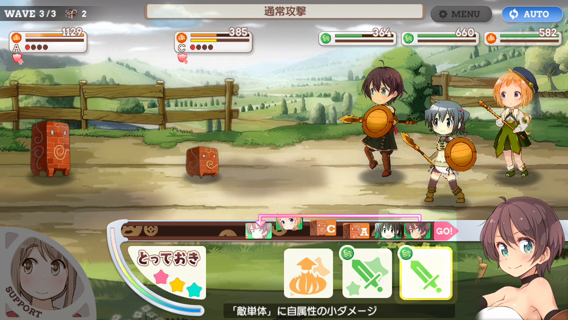 WAVE 3/3 2
通常攻撃
MENU
AUTO
1129
A
385
C
364
660
582
C
A
GO!
とっておき
SUPPORT
「敵単体」に自属性の小ダメージ